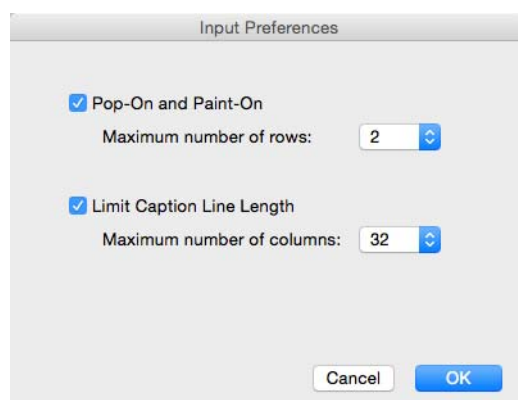 Input Preferences
Pop-On and Paint-On
Maximum number of rows: 2
Limit Caption Line Length
Maximum number of columns: 32
Cancel OK